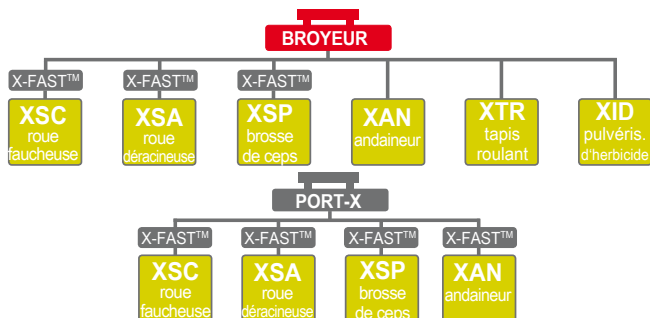 BROYEUR
X-FAST™ X-FAST™ X-FAST™
XSC XSA XSP XAN XTR XID
roue roue brosse andaineur tapis pulvéris.
faucheuse déracineuse de ceps roulant d'herbicide
PORT-X
X-FAST™ X-FAST™ X-FAST™ X-FAST™
XSC XSA XSP XAN
roue roue brosse andaineur
faucheuse déracineuse de ceps